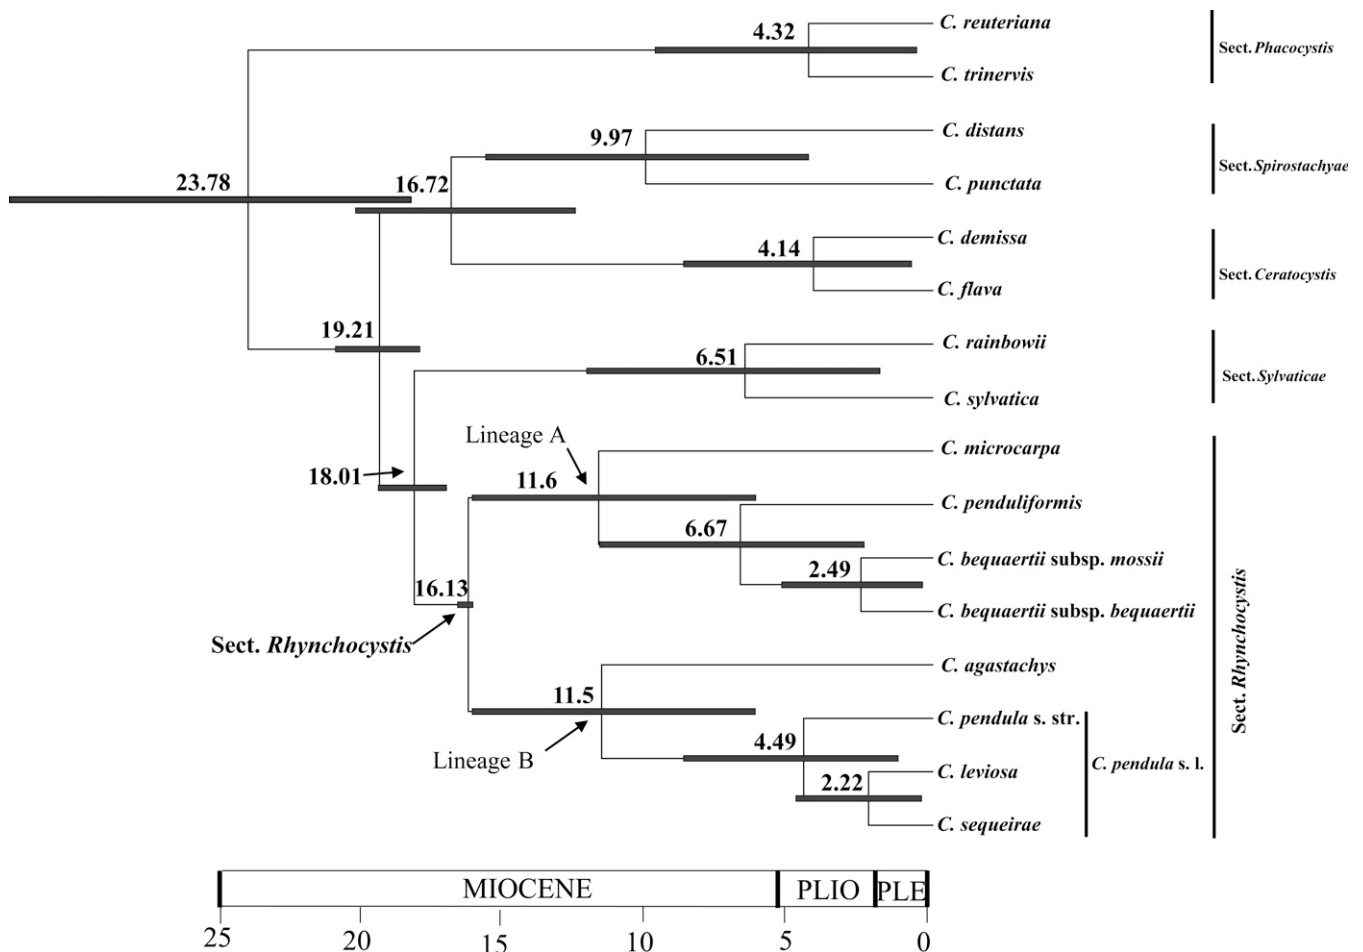 C. reuteriana
4.32
Sect. Phacocystis
C. trinervis
C. distans
9.97
Sect. Spirostachyae
23.78
16.72
C. punctata
C. demissa
4.14
Sect. Ceratocystis
C. flava
19.21
C. rainbowii
6.51
Sect. Sylvaticae
C. sylvatica
Lineage A
C. microcarpa
18.01
11.6
C. penduliformis
6.67
C. bequaertii subsp. mossii
2.49
16.13
C. bequaertii subsp. bequaertii
Sect. Rhynchocystis
Sect. Rhynchocystis
C. agastachys
11.5
C. pendula s. str.
Lineage B
4.49
C. pendula s. l.
C. leviosa
2.22
C. sequeirae
MIOCENE PLIO PLE
25 20 15 10 5 0